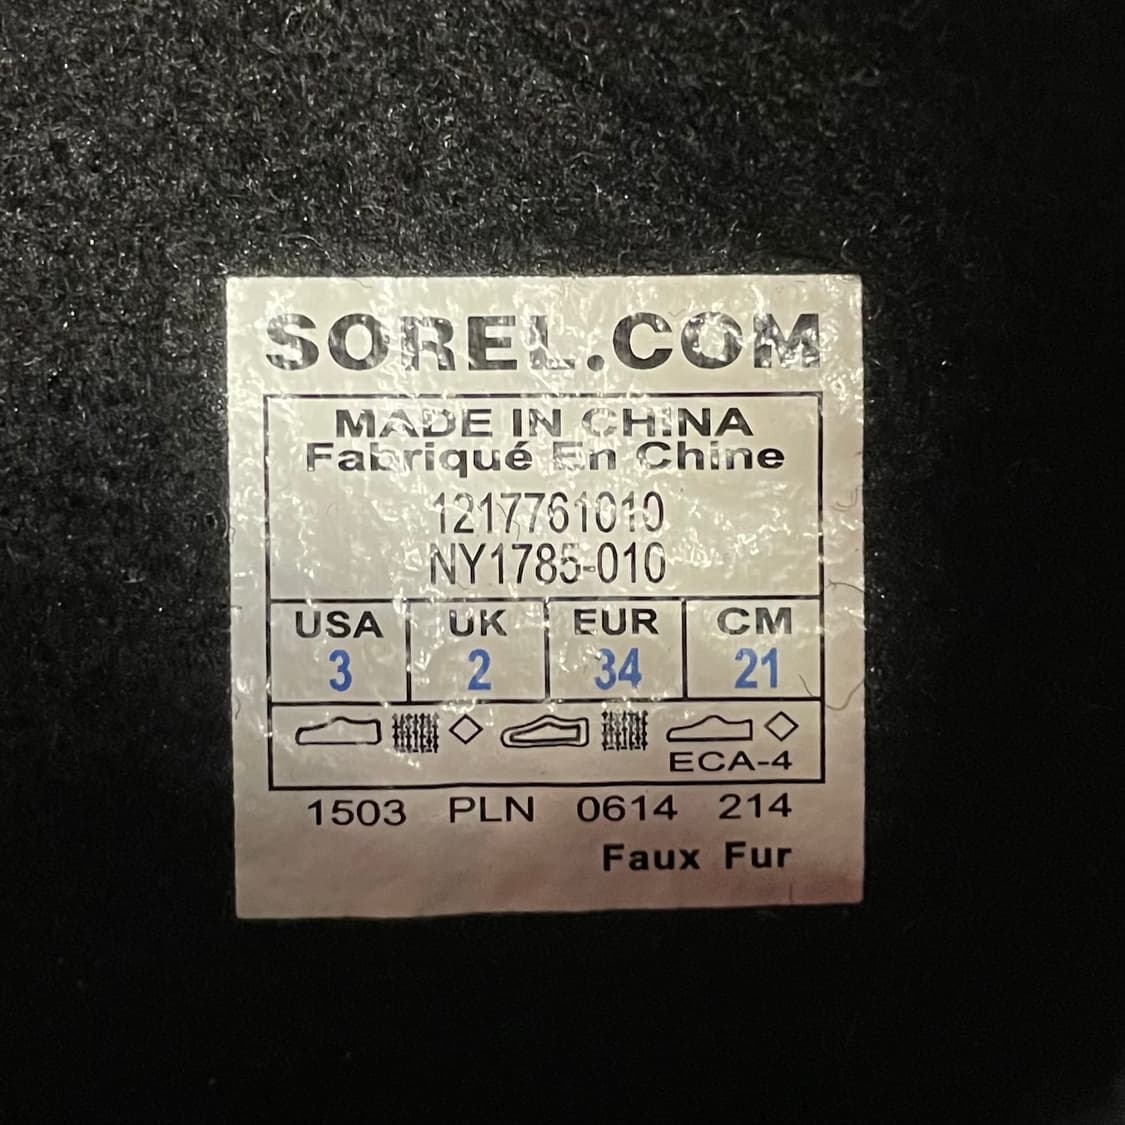 SOREL.COM
MADE IN CHINA
Fabriqué En Chine
1217761010
NY1785-010
USA UK EUR CM
3 2 34 21
ECA-4
1503 PLN 0614 214
Faux Fur